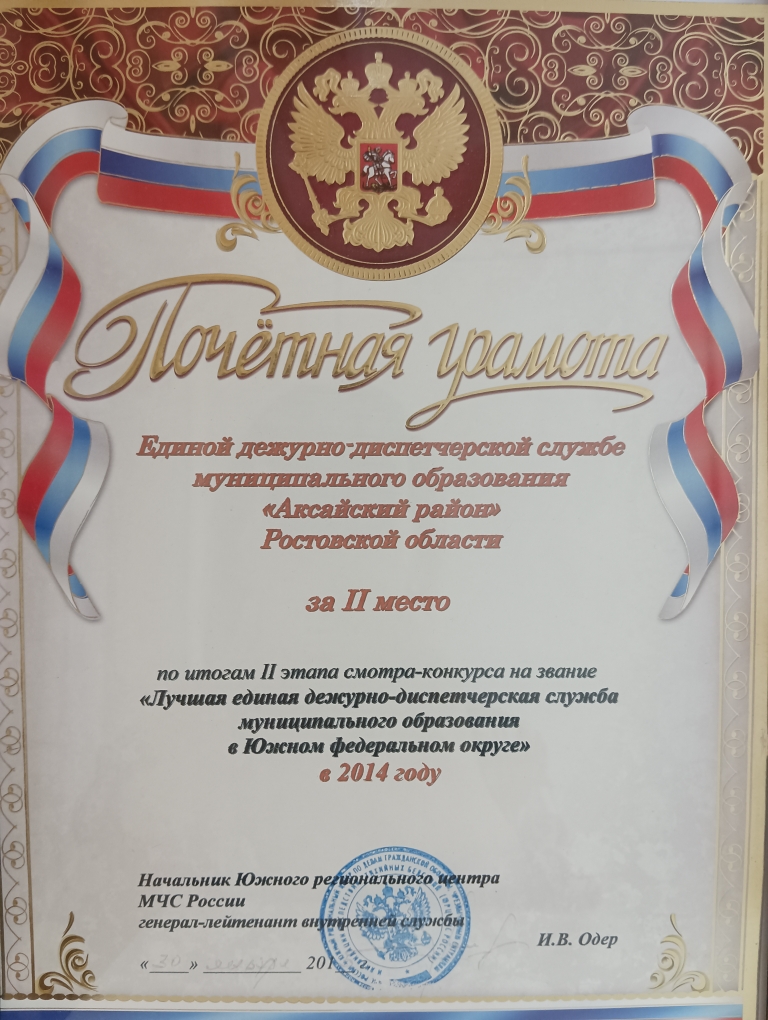 Почётная грамота
Единой дежурно-диспетчерской службе
муниципального образования
«Аксайский район»
Ростовской области
за II место
по итогам II этапа смотра-конкурса на звание
«Лучшая единая дежурно-диспетчерская служба
муниципального образования
в Южном федеральном округе»
в 2014 году
Начальник Южного регионального центра
МЧС России
генерал-лейтенант внутренней службы
И.В. Одер
«30» января 201